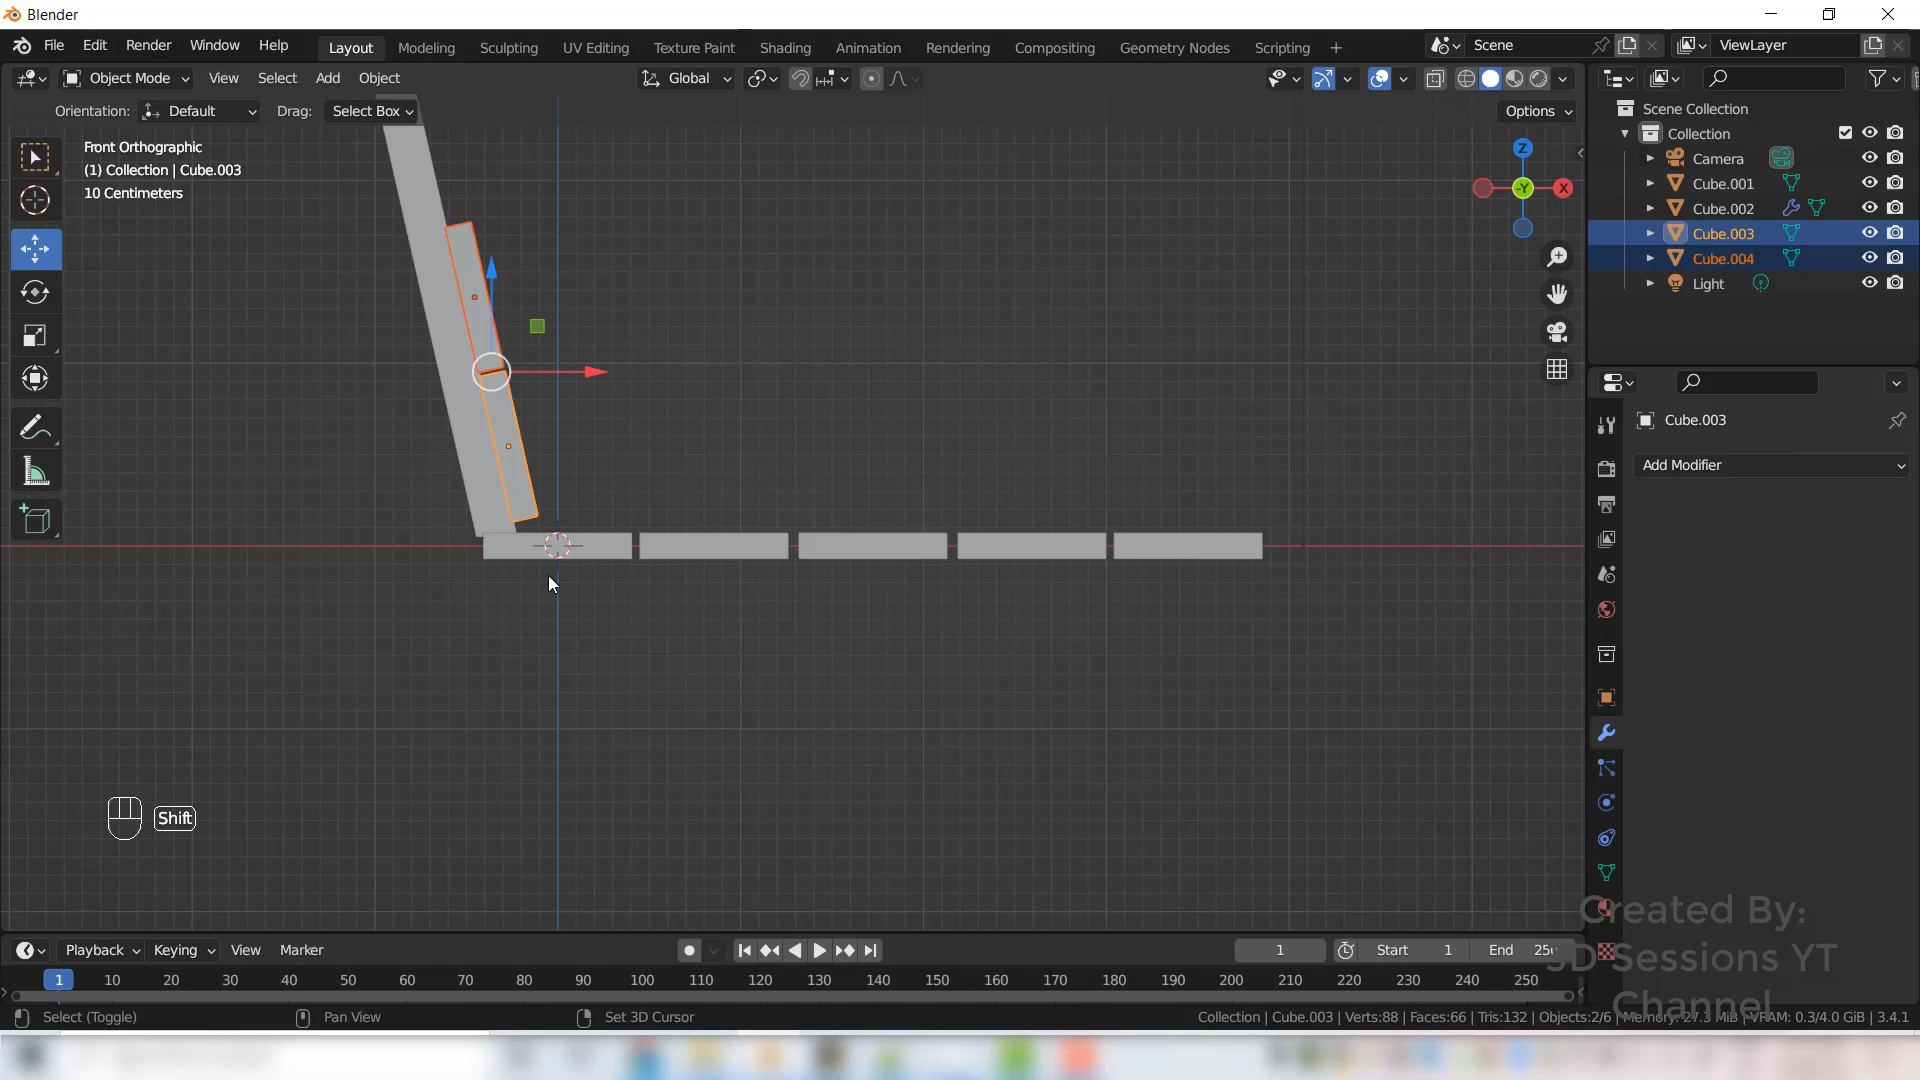 Blender
File Edit Render Window Help Layout Modeling Sculpting UV Editing Texture Paint Shading Animation Rendering Compositing Geometry Nodes Scripting + Scene ViewLayer
Object Mode View Select Add Object Global
Orientation: Default Drag: Select Box Options
Front Orthographic
(1) Collection | Cube.003
10 Centimeters
Z
-Y
X
Scene Collection
Collection
Camera
Cube.001
Cube.002
Cube.003
Cube.004
Light
Cube.003
Add Modifier
Shift
Created By:
3D Sessions YT
Channel
Playback Keying View Marker 1 Start 1 End
1 10 20 30 40 50 60 70 80 90 100 110 120 130 140 150 160 170 180 190 200 210 220 230 240 250
Select (Toggle) Pan View Set 3D Cursor Collection | Cube.003 | Verts:88 | Faces:66 | Tris:132 | Objects:2/6 | Memory: 27.3 MiB | VRAM: 0.3/4.0 GiB | 3.4.1